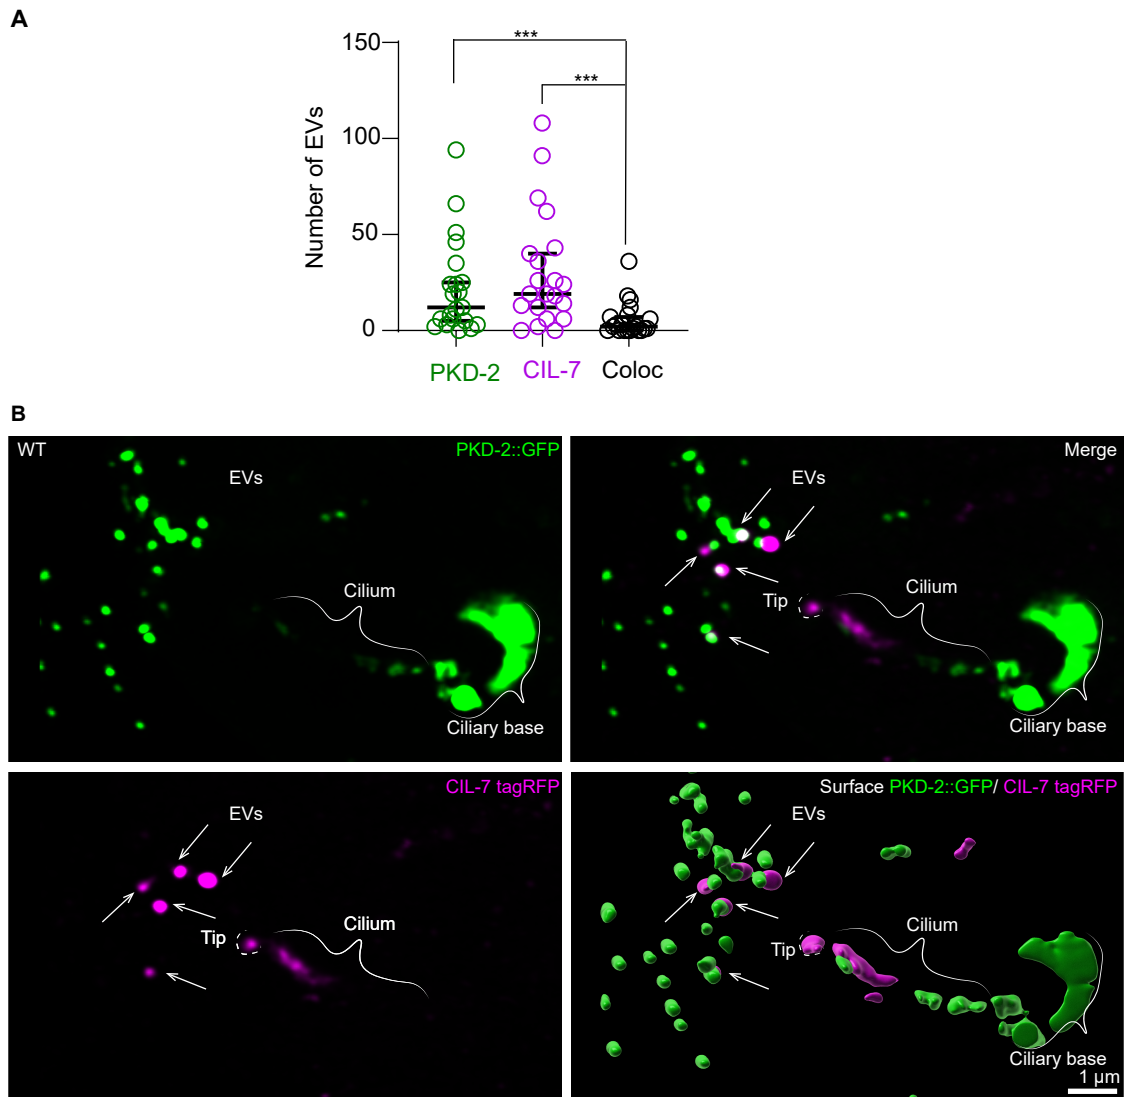 A
Number of EVs
150
100
50
0
***
***
PKD-2
CIL-7
Coloc
B
WT
PKD-2::GFP
EVs
Cilium
Ciliary base
Merge
EVs
Tip
Cilium
Ciliary base
CIL-7 tagRFP
EVs
Tip
Cilium
Surface PKD-2::GFP/ CIL-7 tagRFP
EVs
Tip
Cilium
Ciliary base
1 µm